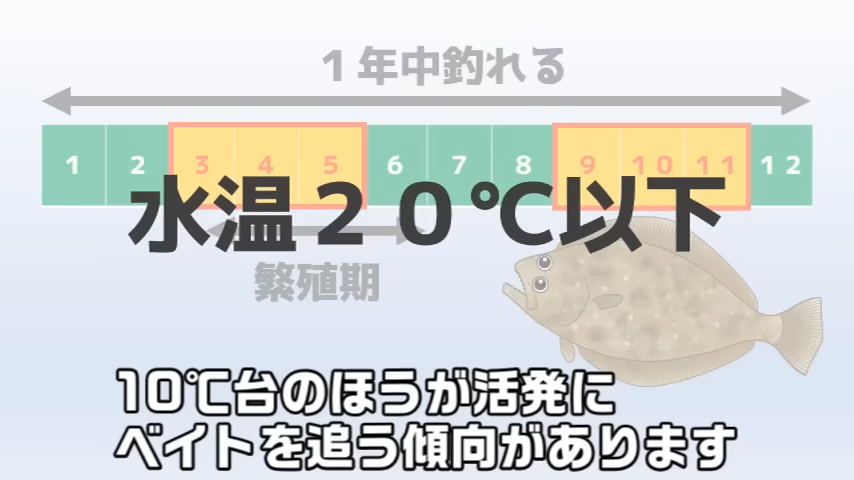 １年中釣れる
1 2 3 4 5 6 7 8 9 10 11 12
水温２０℃以下
繁殖期
10℃台のほうが活発に
ベイトを追う傾向があります